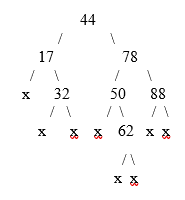 44
/ \
17 78
/ \ / \
x 32 50 88
/ \ / \ / \
x x x 62 x x
/ \
x x